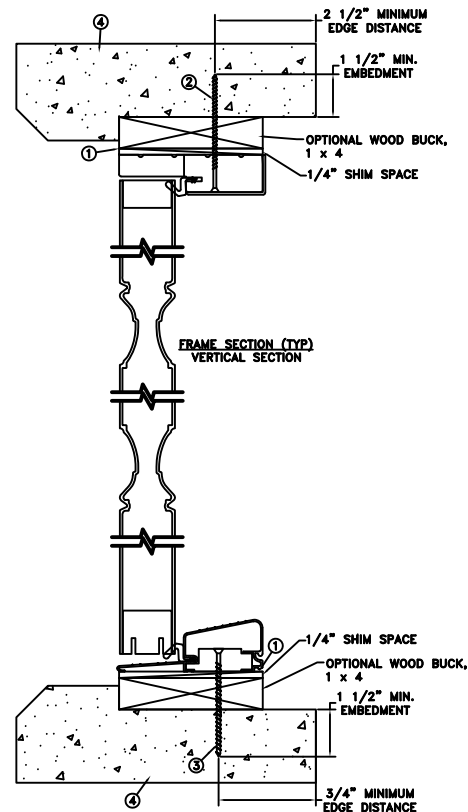 ④
2 1/2" MINIMUM
EDGE DISTANCE
②
1 1/2" MIN.
EMBEDMENT
①
OPTIONAL WOOD BUCK,
1 x 4
1/4" SHIM SPACE
FRAME SECTION (TYP)
VERTICAL SECTION
①
1/4" SHIM SPACE
OPTIONAL WOOD BUCK,
1 x 4
1 1/2" MIN.
EMBEDMENT
③
④
3/4" MINIMUM
EDGE DISTANCE